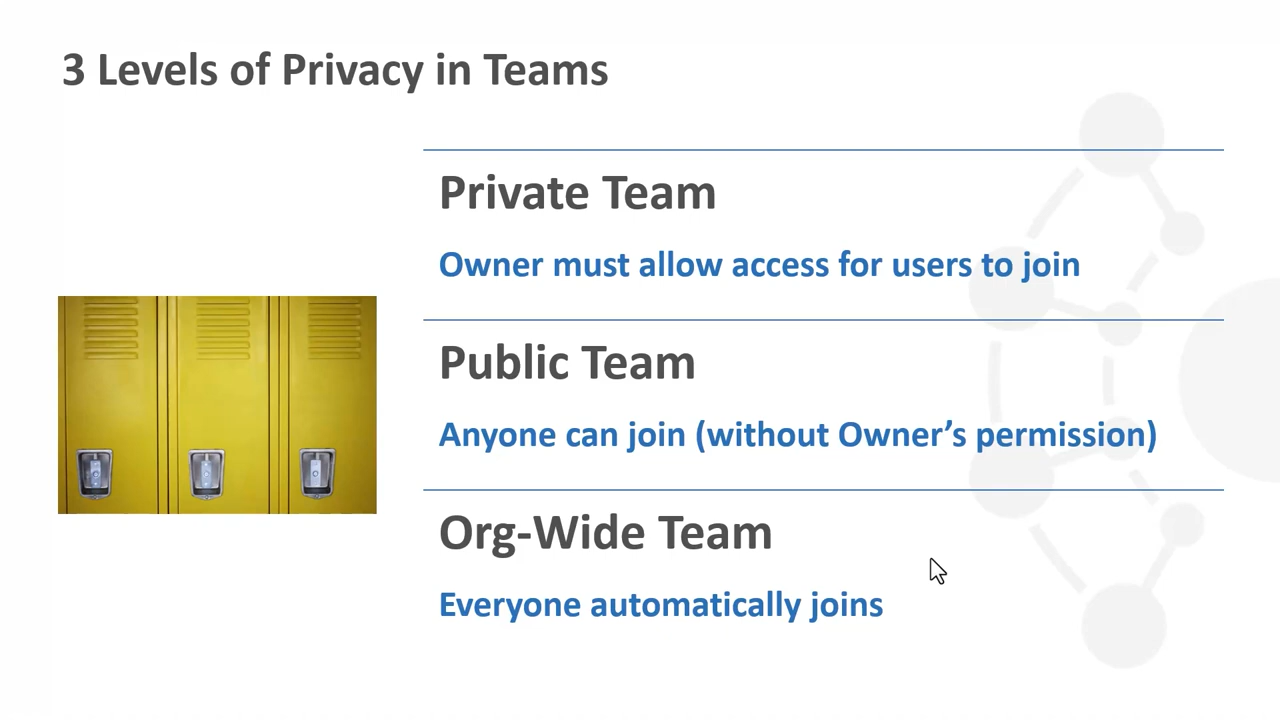 3 Levels of Privacy in Teams
Private Team
Owner must allow access for users to join
Public Team
Anyone can join (without Owner’s permission)
Org-Wide Team
Everyone automatically joins